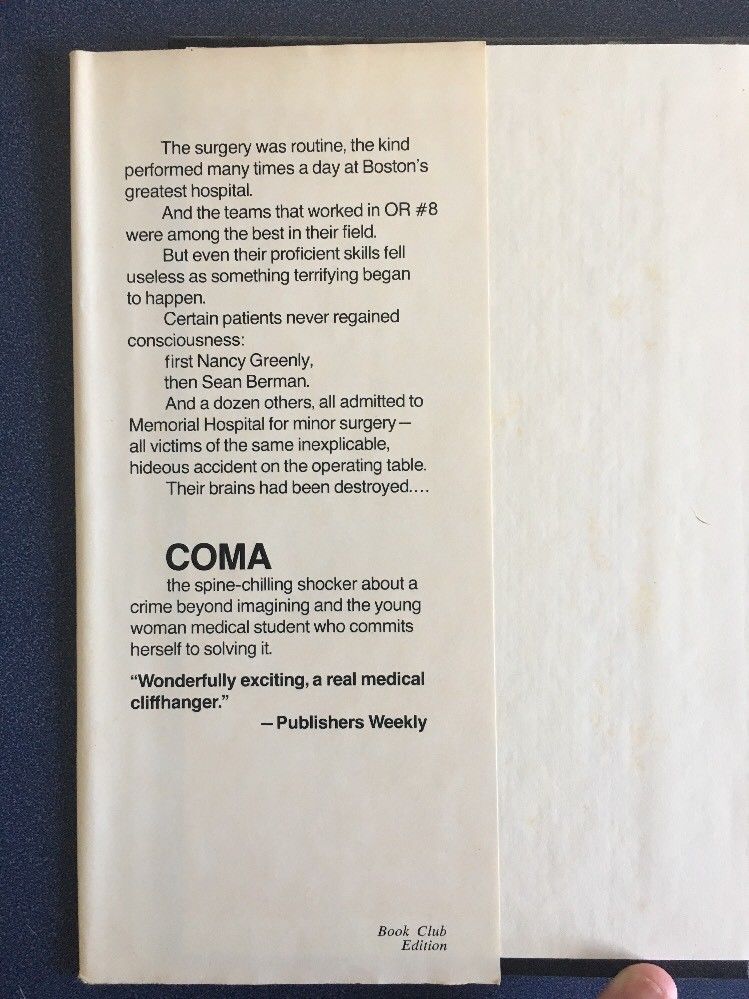 The surgery was routine, the kind
performed many times a day at Boston's
greatest hospital.
And the teams that worked in OR #8
were among the best in their field.
But even their proficient skills fell
useless as something terrifying began
to happen.
Certain patients never regained
consciousness:
first Nancy Greenly,
then Sean Berman.
And a dozen others, all admitted to
Memorial Hospital for minor surgery—
all victims of the same inexplicable,
hideous accident on the operating table.
Their brains had been destroyed....
COMA
the spine-chilling shocker about a
crime beyond imagining and the young
woman medical student who commits
herself to solving it.
“Wonderfully exciting, a real medical
cliffhanger.”
—Publishers Weekly
Book Club
Edition